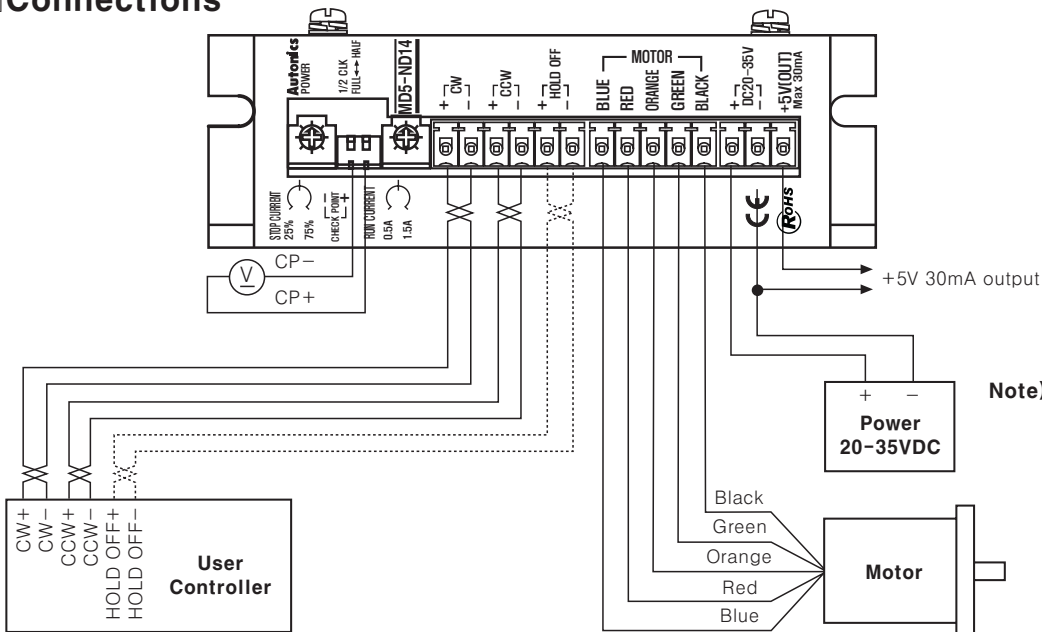 Connections
Autonics
POWER
1/2 CLK
FULL↔HALF
MD5-ND14
+ CW -
+ CCW -
+ HOLD OFF -
MOTOR
BLUE
RED
ORANGE
GREEN
BLACK
+ DC20-35V -
+5V(OUT)
Max 30mA
STOP CURRENT
25%
75%
CHECK POINT
- +
RUN CURRENT
0.5A
1.5A
CE
RoHS
V
CP-
CP+
+5V 30mA output
+ -
Power
20-35VDC
Note)
CW+
CW-
CCW+
CCW-
HOLD OFF+
HOLD OFF-
User
Controller
Black
Green
Orange
Red
Blue
Motor